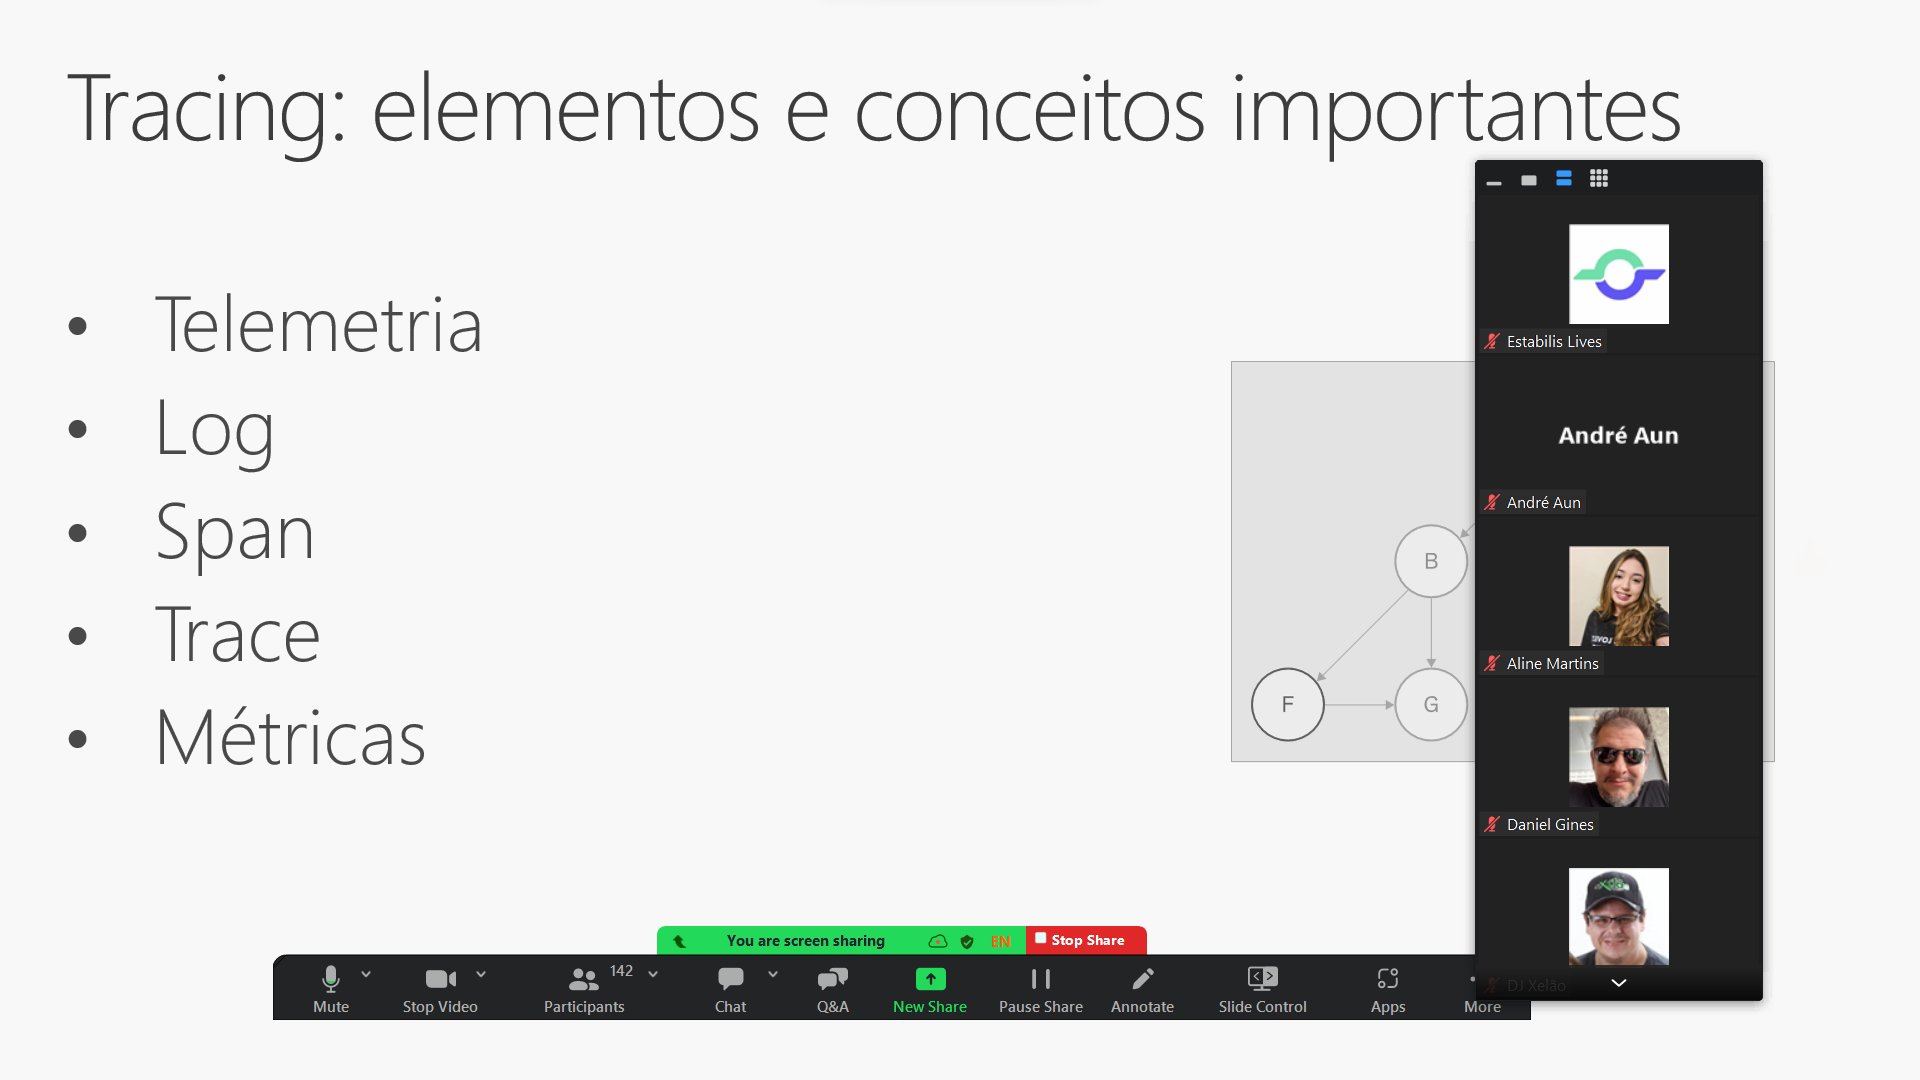 Tracing: elementos e conceitos importantes
• Telemetria
• Log
• Span
• Trace
• Métricas
B
F
G
Estabilis Lives
André Aun
André Aun
Aline Martins
Daniel Gines
DJ Xelão
You are screen sharing
EN
Stop Share
142
Mute
Stop Video
Participants
Chat
Q&A
New Share
Pause Share
Annotate
Slide Control
Apps
More